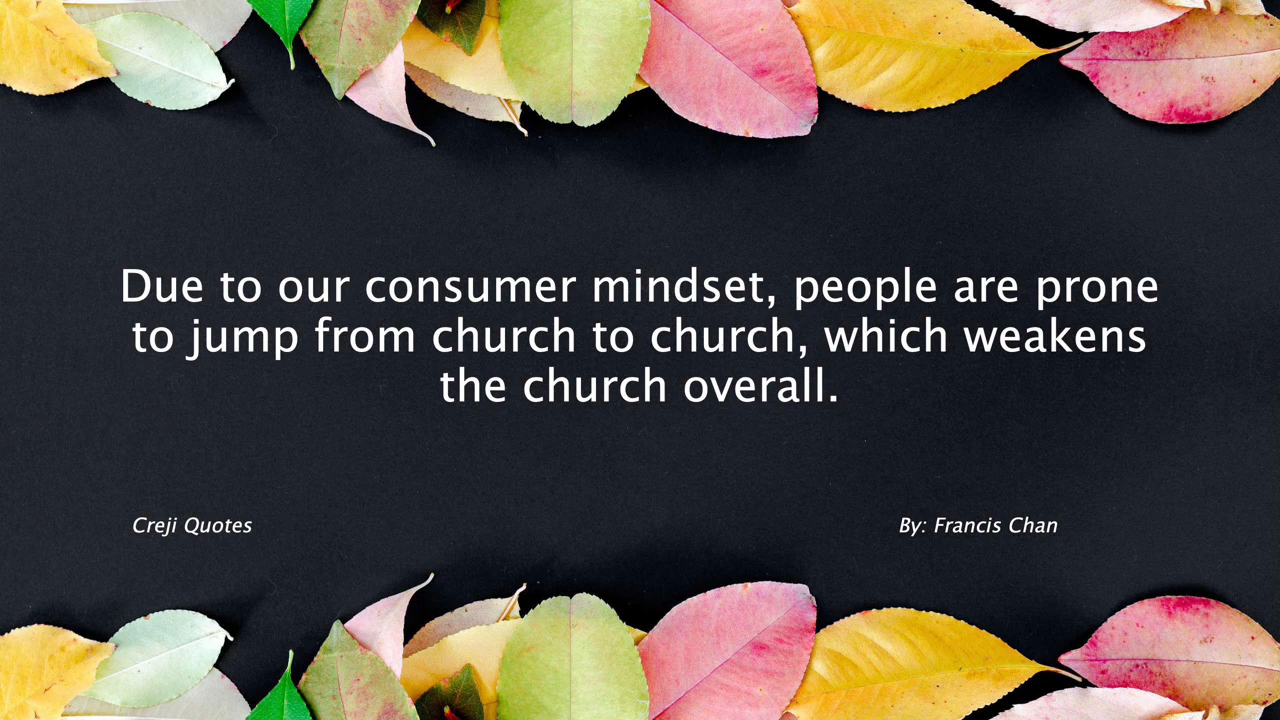 Due to our consumer mindset, people are prone
to jump from church to church, which weakens
the church overall.
Creji Quotes
By: Francis Chan